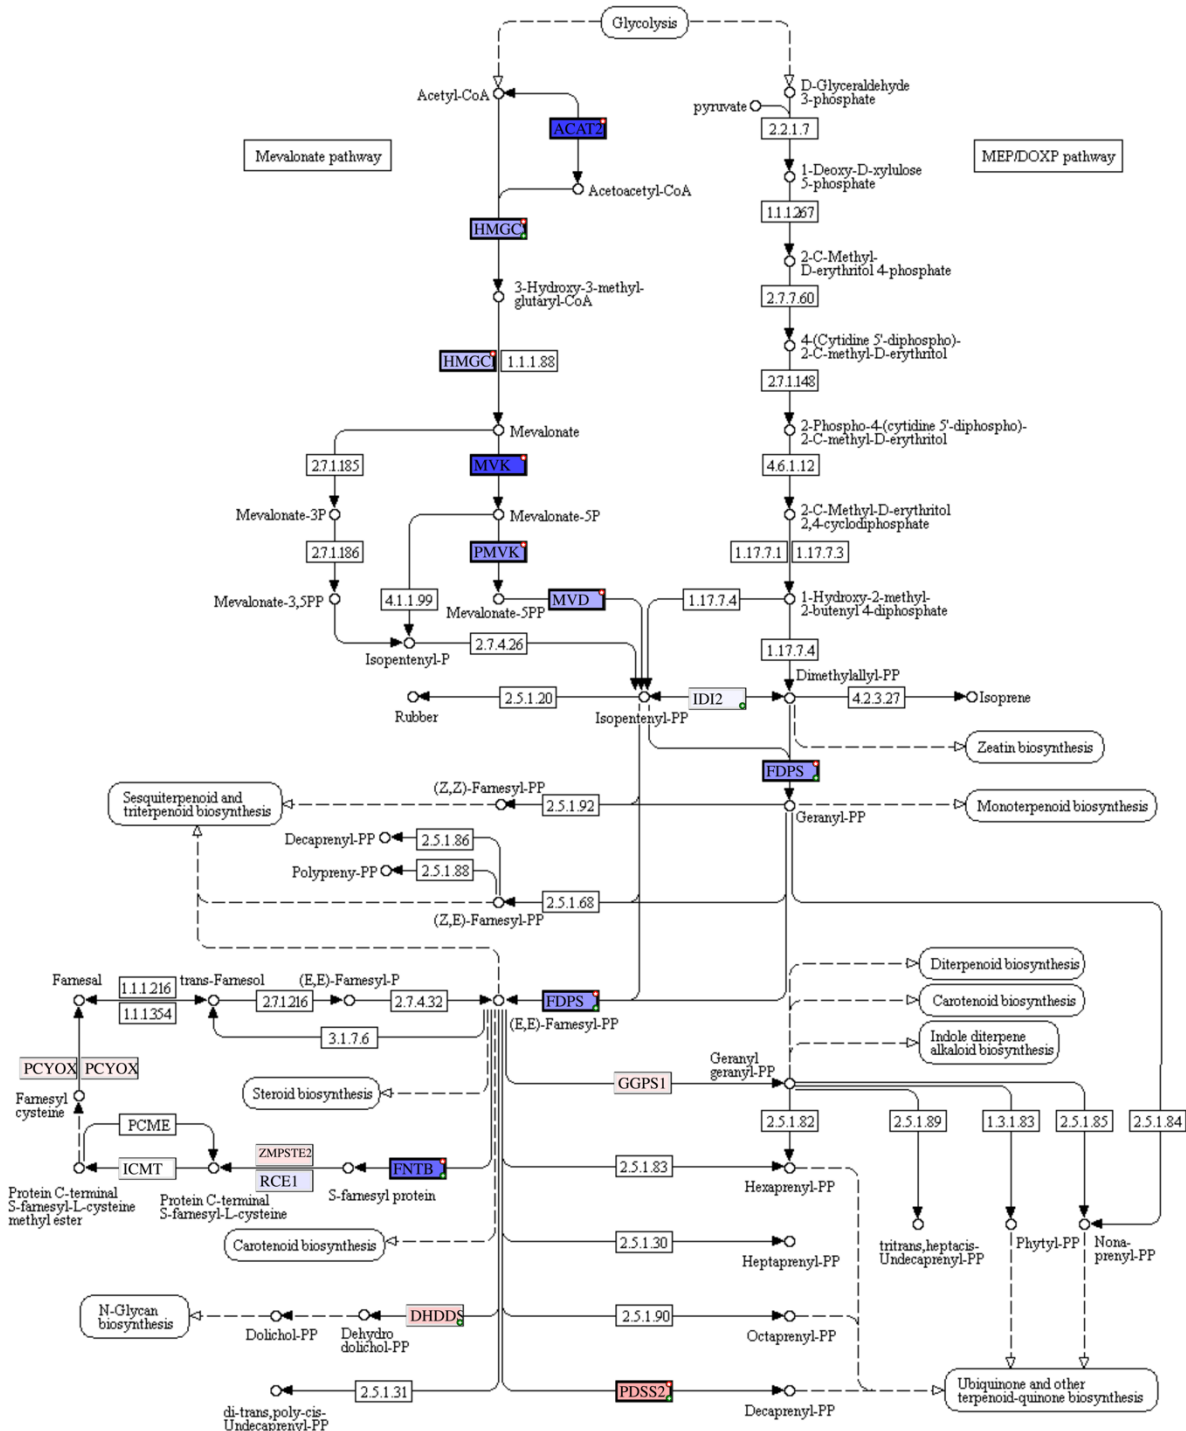 Glycolysis
Acetyl-CoA
D-Glyceraldehyde
3-phosphate
pyruvate
ACAT2
2.2.1.7
Mevalonate pathway
MEP/DOXP pathway
1-Deoxy-D-xylulose
5-phosphate
Acetoacetyl-CoA
HMGC
1.1.1.267
2-C-Methyl-
D-erythritol 4-phosphate
3-Hydroxy-3-methyl-
glutaryl-CoA
2.7.7.60
HMGC
1.1.1.88
4-(Cytidine 5'-diphospho)-
2-C-methyl-D-erythritol
2.7.1.148
Mevalonate
2-Phospho-4-(cytidine 5'-diphospho)-
2-C-methyl-D-erythritol
2.7.1.185
MVK
4.6.1.12
Mevalonate-3P
Mevalonate-5P
2-C-Methyl-D-erythritol
2,4-cyclodiphosphate
2.7.1.186
PMVK
1.17.7.1
1.17.7.3
Mevalonate-3,5PP
4.1.1.99
Mevalonate-5PP
MVD
1.17.7.4
1-Hydroxy-2-methyl-
2-butenyl 4-diphosphate
Isopentenyl-P
2.7.4.26
1.17.7.4
Dimethylallyl-PP
Rubber
2.5.1.20
Isopentenyl-PP
IDI2
4.2.3.27
Isoprene
Zeatin biosynthesis
FDPS
Sesquiterpenoid and
triterpenoid biosynthesis
(Z,Z)-Farnesyl-PP
2.5.1.92
Geranyl-PP
Monoterpenoid biosynthesis
Decaprenyl-PP
2.5.1.86
Polypreny-PP
2.5.1.88
2.5.1.68
(Z,E)-Farnesyl-PP
Diterpenoid biosynthesis
Farnesal
1.1.1.216
trans-Farnesol
(E,E)-Farnesyl-P
2.7.1.216
2.7.4.32
FDPS
Carotenoid biosynthesis
1.1.1.354
(E,E)-Farnesyl-PP
3.1.7.6
Indole diterpene
alkaloid biosynthesis
PCYOX
PCYOX
Geranyl
geranyl-PP
GGPS1
Farnesyl
cysteine
Steroid biosynthesis
PCME
2.5.1.82
2.5.1.89
1.3.1.83
2.5.1.85
2.5.1.84
ICMT
ZMPSTE2
RCE1
FNTB
2.5.1.83
Protein C-terminal
S-farnesyl-L-cysteine
methyl ester
Protein C-terminal
S-farnesyl-L-cysteine
S-farnesyl protein
Hexaprenyl-PP
Carotenoid biosynthesis
2.5.1.30
Heptaprenyl-PP
tritrans,heptacis-
Undecaprenyl-PP
Phytyl-PP
Nona-
prenyl-PP
N-Glycan
biosynthesis
Dolichol-PP
Dehydro
dolichol-PP
DHDDS
2.5.1.90
Octaprenyl-PP
2.5.1.31
di-trans,poly-cis-
Undecaprenyl-PP
PDSS2
Decaprenyl-PP
Ubiquinone and other
terpenoid-quinone biosynthesis